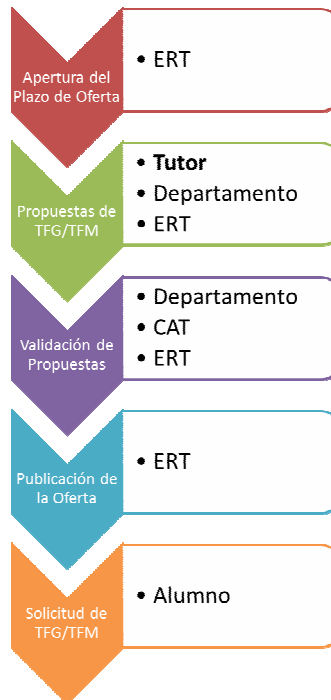 Apertura del
Plazo de Oferta
• ERT
Propuestas de
TFG/TFM
• Tutor
• Departamento
• ERT
Validación de
Propuestas
• Departamento
• CAT
• ERT
Publicación de
la Oferta
• ERT
Solicitud de
TFG/TFM
• Alumno